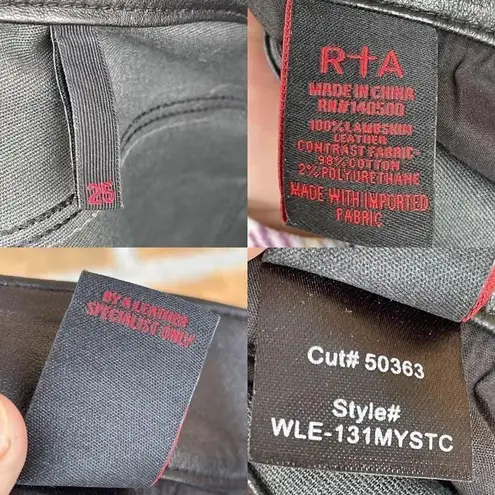 25
R†A
MADE IN CHINA
RN#140500
100% LAMBSKIN
LEATHER
CONTRAST FABRIC
98% COTTON
2% POLYURETHANE
MADE WITH IMPORTED
FABRIC
BY A LEATHER
SPECIALIST ONLY
Cut# 50363
Style#
WLE-131MYSTC